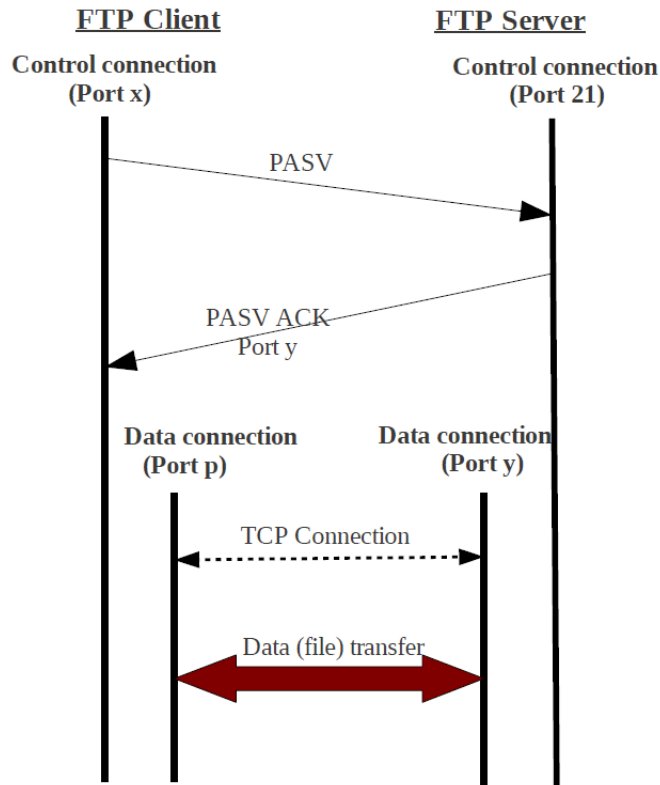 FTP Client
FTP Server
Control connection
(Port x)
Control connection
(Port 21)
PASV
PASV ACK
Port y
Data connection
(Port p)
Data connection
(Port y)
TCP Connection
Data (file) transfer